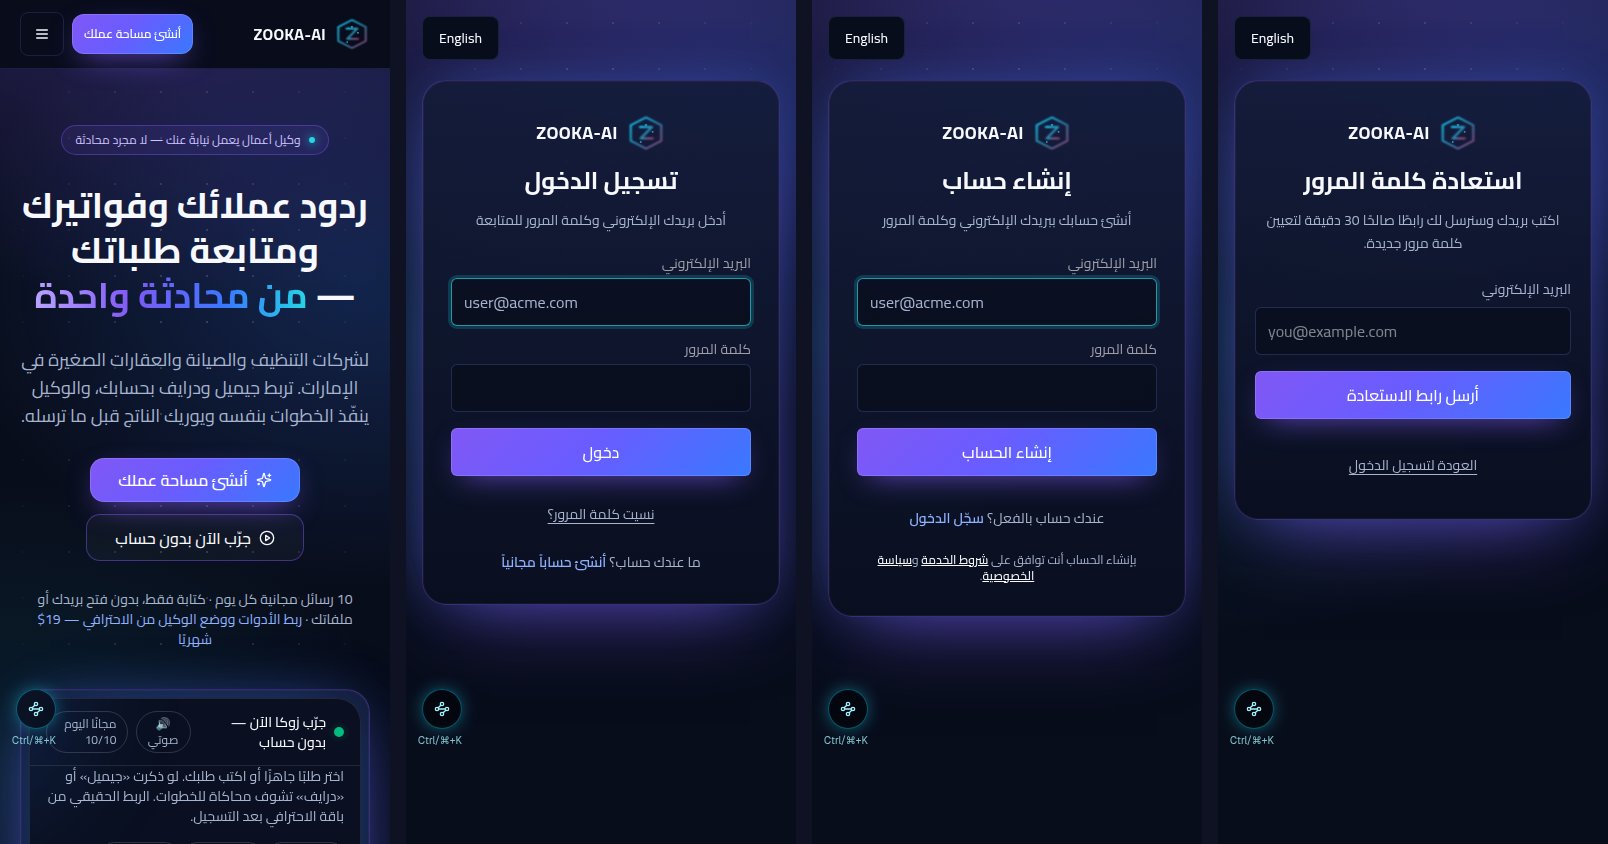 ZOOKA-AI
أنشئ مساحة عملك
وكيل أعمال يعمل نيابةً عنك — لا مجرد محادثة
ردود عملائك وفواتيرك
ومتابعة طلباتك
— من محادثة واحدة
لشركات التنظيف والصيانة والعقارات الصغيرة في
الإمارات. تربط جيميل ودرايف بحسابك، والوكيل
ينفّذ الخطوات بنفسه ويوريك الناتج قبل ما ترسله.
أنشئ مساحة عملك
جرّب الآن بدون حساب
10 رسائل مجانية كل يوم · كتابة فقط، بدون فتح بريدك أو
ملفاتك · ربط الأدوات ووضع الوكيل من الاحترافي — 19$
شهريًا
جرّب زوكا الآن —
بدون حساب
🔊
صوتي
مجانًا اليوم
10/10
Ctrl/⌘+K
اختر طلبًا جاهزًا أو اكتب طلبك. لو ذكرت «جيميل» أو
«درايف» تشوف محاكاة للخطوات. الربط الحقيقي من
باقة الاحترافي بعد التسجيل.
English
ZOOKA-AI
تسجيل الدخول
أدخل بريدك الإلكتروني وكلمة المرور للمتابعة
البريد الإلكتروني
user@acme.com
كلمة المرور
دخول
نسيت كلمة المرور؟
ما عندك حساب؟ أنشئ حساباً مجانياً
Ctrl/⌘+K
English
ZOOKA-AI
إنشاء حساب
أنشئ حسابك ببريدك الإلكتروني وكلمة المرور
البريد الإلكتروني
user@acme.com
كلمة المرور
إنشاء الحساب
عندك حساب بالفعل؟ سجّل الدخول
بإنشاء الحساب أنت توافق على شروط الخدمة وسياسة
الخصوصية.
Ctrl/⌘+K
English
ZOOKA-AI
استعادة كلمة المرور
اكتب بريدك وسنرسل لك رابطًا صالحًا 30 دقيقة لتعيين
كلمة مرور جديدة.
البريد الإلكتروني
you@example.com
أرسل رابط الاستعادة
العودة لتسجيل الدخول
Ctrl/⌘+K